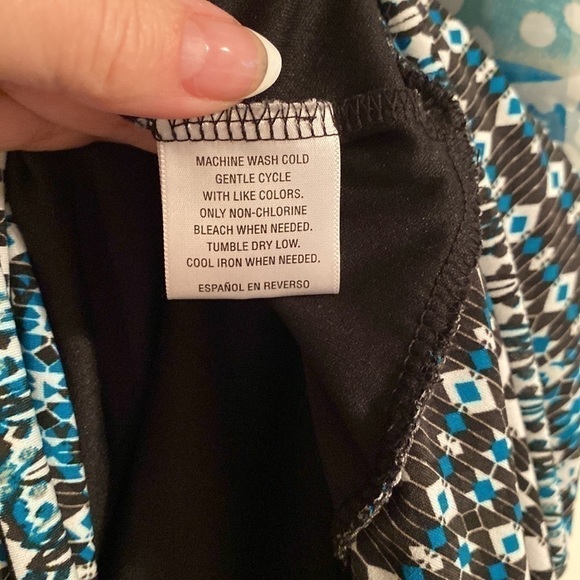 MACHINE WASH COLD
GENTLE CYCLE
WITH LIKE COLORS.
ONLY NON-CHLORINE
BLEACH WHEN NEEDED.
TUMBLE DRY LOW.
COOL IRON WHEN NEEDED.
ESPAÑOL EN REVERSO